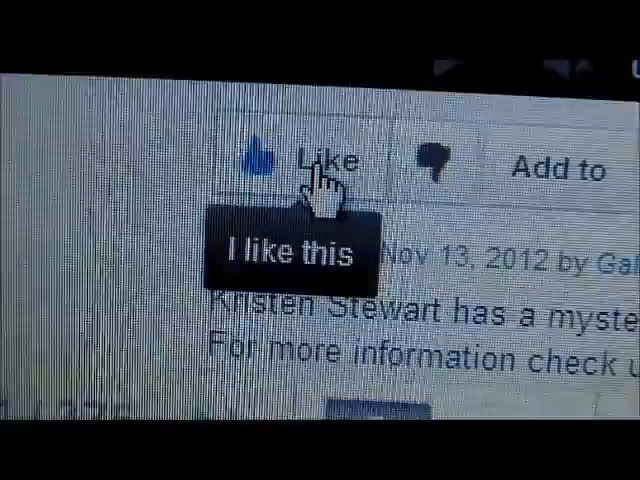 Like Add to
I like this Nov 13, 2012 by
Kristen Stewart has a
For more information check